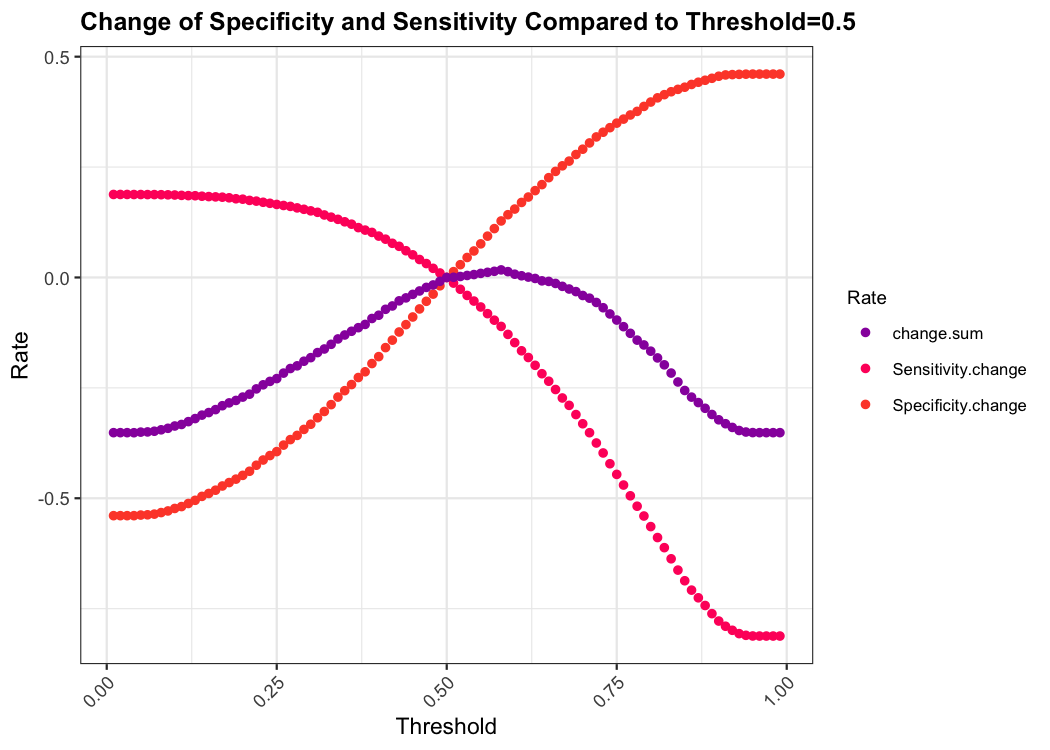 Change of Specificity and Sensitivity Compared to Threshold=0.5
0.5
0.0
-0.5
Rate
0.00
0.25
0.50
0.75
1.00
Threshold
Rate
change.sum
Sensitivity.change
Specificity.change